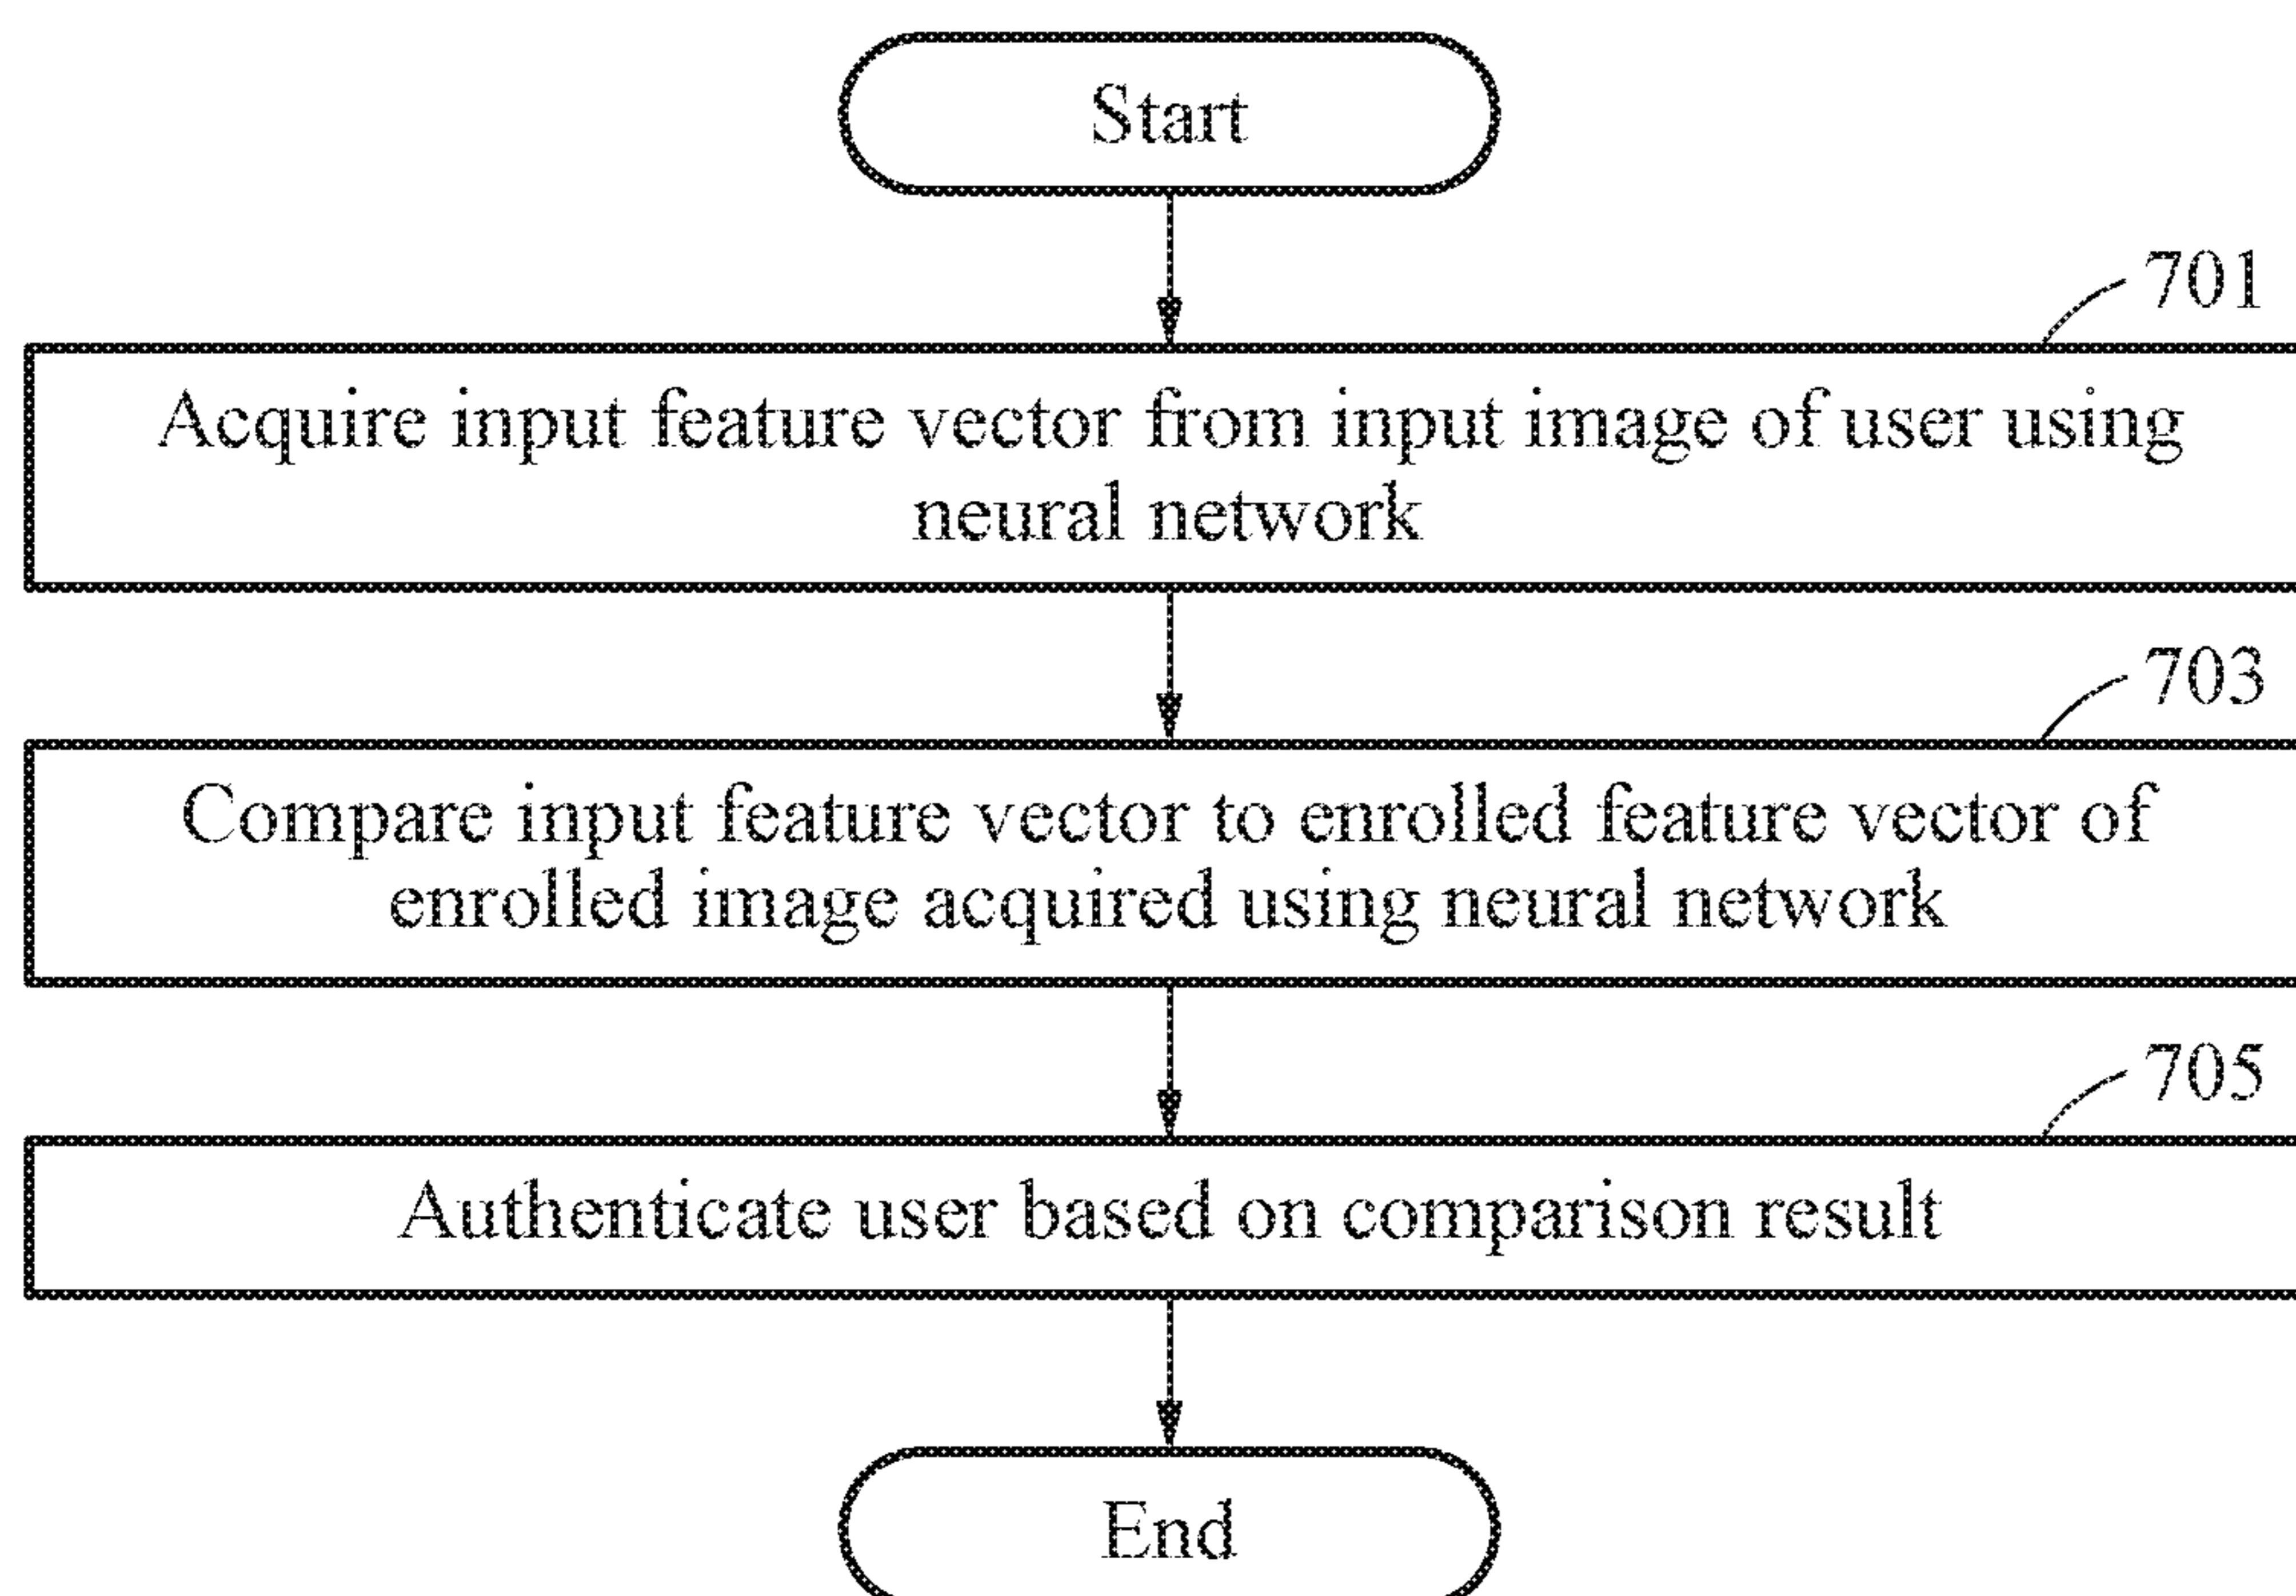 Start
701
Acquire input feature vector from input image of user using
neural network
703
Compare input feature vector to enrolled feature vector of
enrolled image acquired using neural network
705
Authenticate user based on comparison result
End